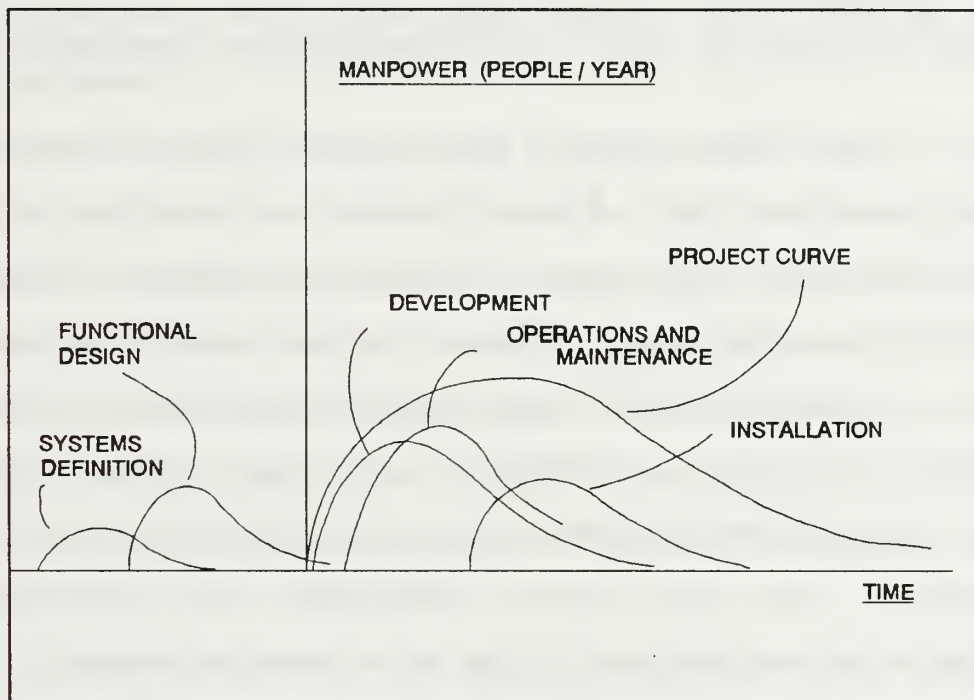 MANPOWER (PEOPLE / YEAR)
PROJECT CURVE
DEVELOPMENT
OPERATIONS AND
MAINTENANCE
FUNCTIONAL
DESIGN
INSTALLATION
SYSTEMS
DEFINITION
TIME